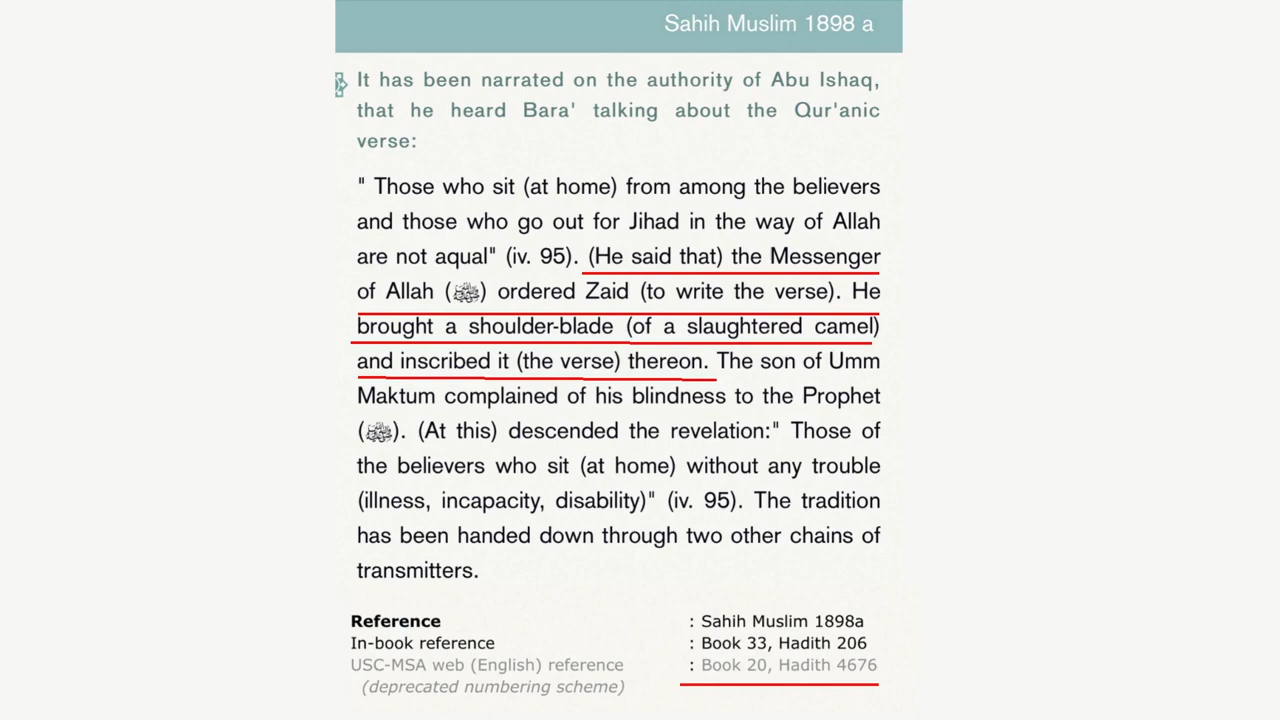 Sahih Muslim 1898 a
It has been narrated on the authority of Abu Ishaq,
that he heard Bara' talking about the Qur'anic
verse:
" Those who sit (at home) from among the believers
and those who go out for Jihad in the way of Allah
are not aqual" (iv. 95). (He said that) the Messenger
of Allah (ﷺ) ordered Zaid (to write the verse). He
brought a shoulder-blade (of a slaughtered camel)
and inscribed it (the verse) thereon. The son of Umm
Maktum complained of his blindness to the Prophet
(ﷺ). (At this) descended the revelation:" Those of
the believers who sit (at home) without any trouble
(illness, incapacity, disability)" (iv. 95). The tradition
has been handed down through two other chains of
transmitters.
Reference : Sahih Muslim 1898a
In-book reference : Book 33, Hadith 206
USC-MSA web (English) reference : Book 20, Hadith 4676
(deprecated numbering scheme)